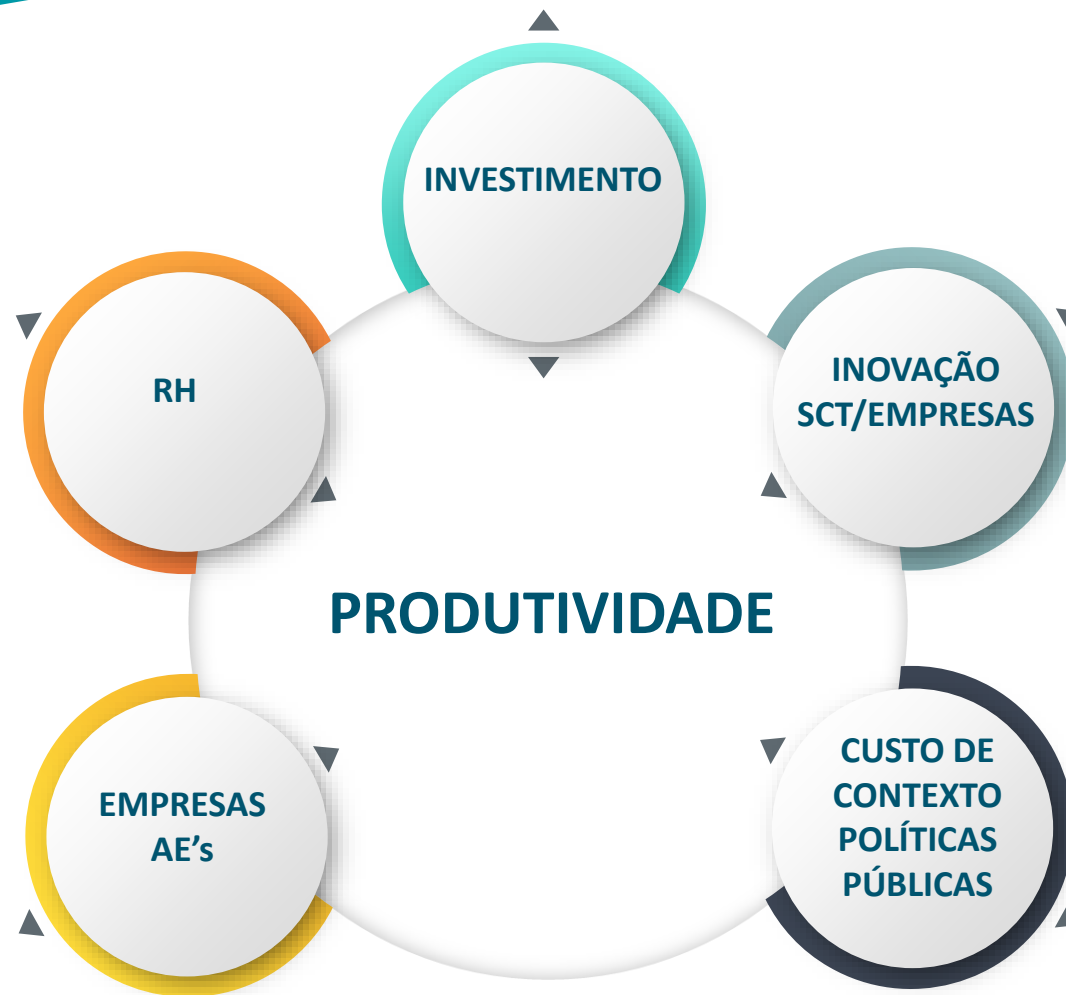 INVESTIMENTO
RH
INOVAÇÃO
SCT/EMPRESAS
PRODUTIVIDADE
EMPRESAS
AE’s
CUSTO DE
CONTEXTO
POLÍTICAS
PÚBLICAS